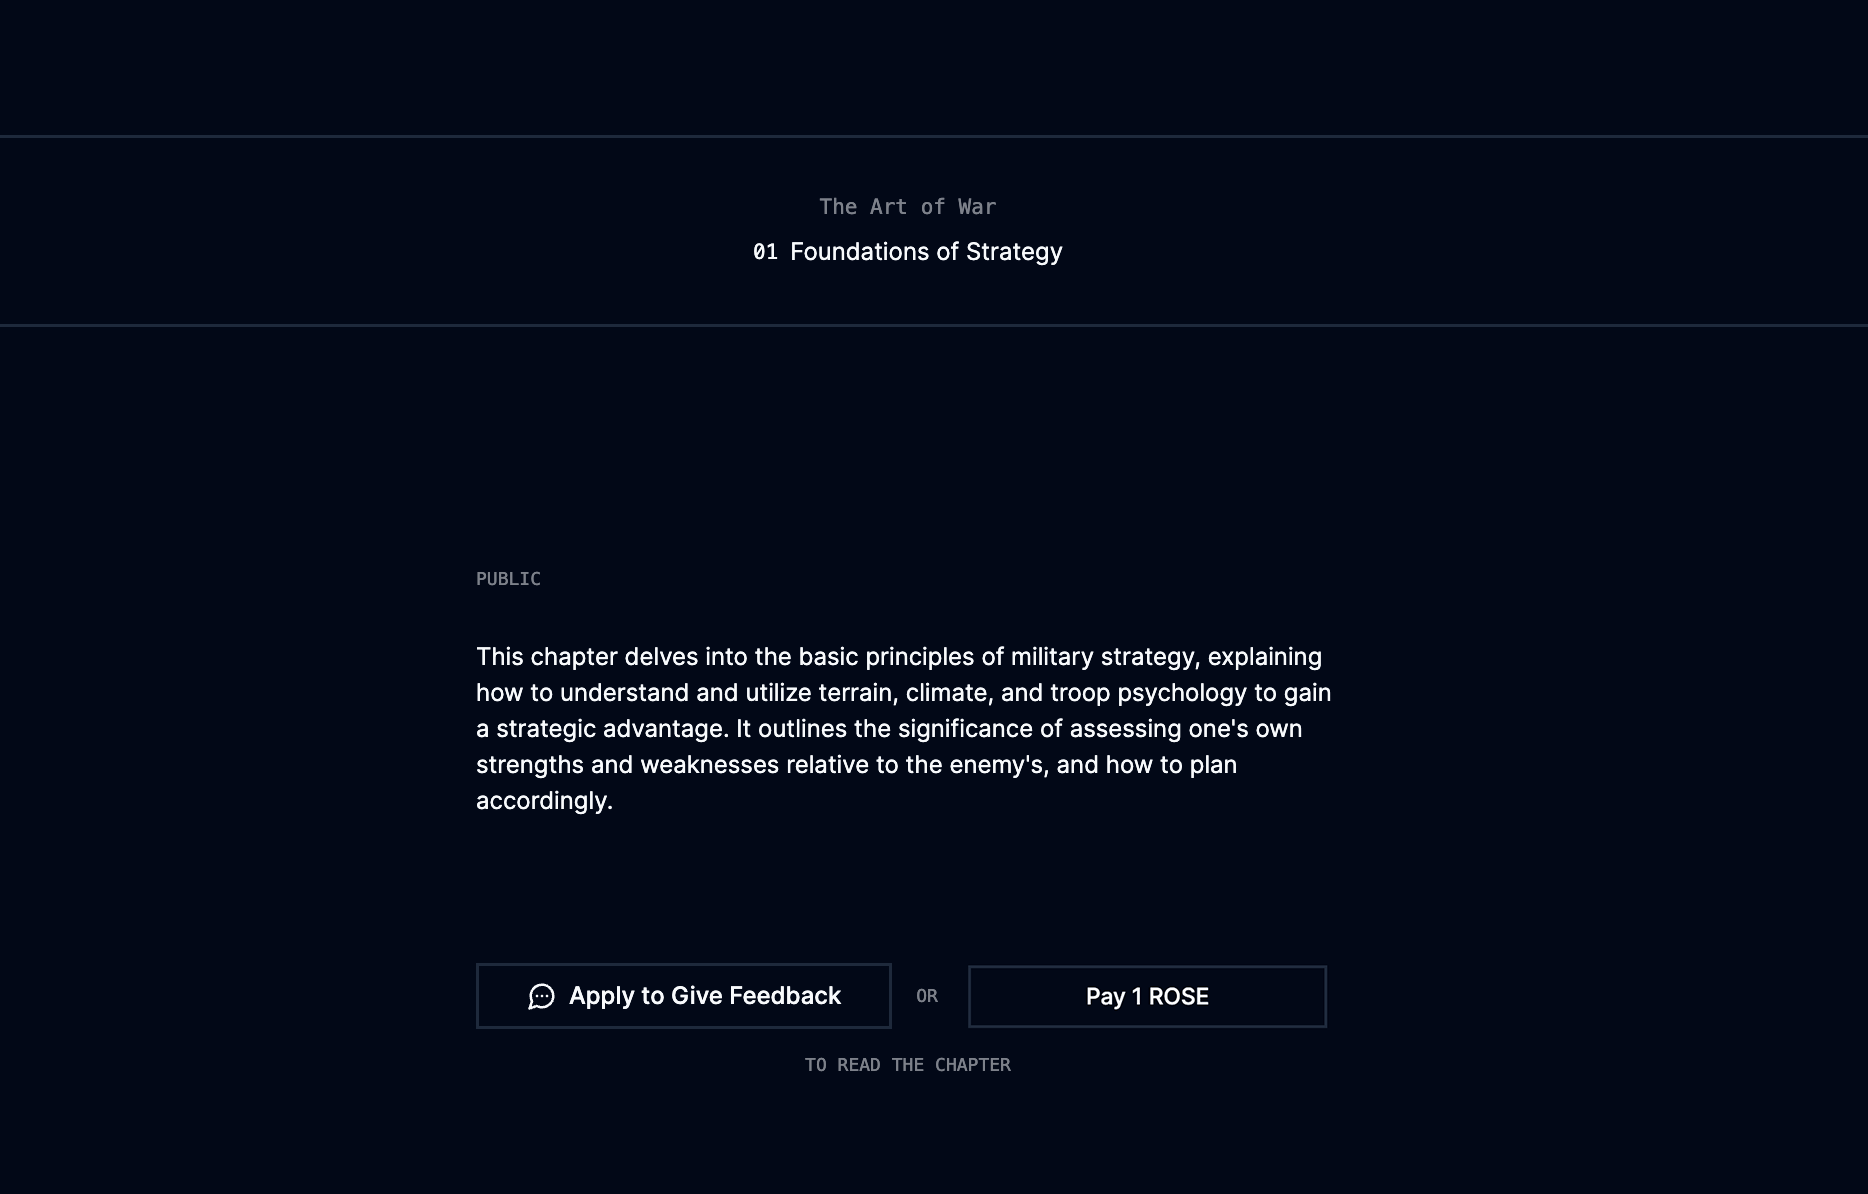 The Art of War
01 Foundations of Strategy
PUBLIC
This chapter delves into the basic principles of military strategy, explaining
how to understand and utilize terrain, climate, and troop psychology to gain
a strategic advantage. It outlines the significance of assessing one's own
strengths and weaknesses relative to the enemy's, and how to plan
accordingly.
Apply to Give Feedback OR Pay 1 ROSE
TO READ THE CHAPTER